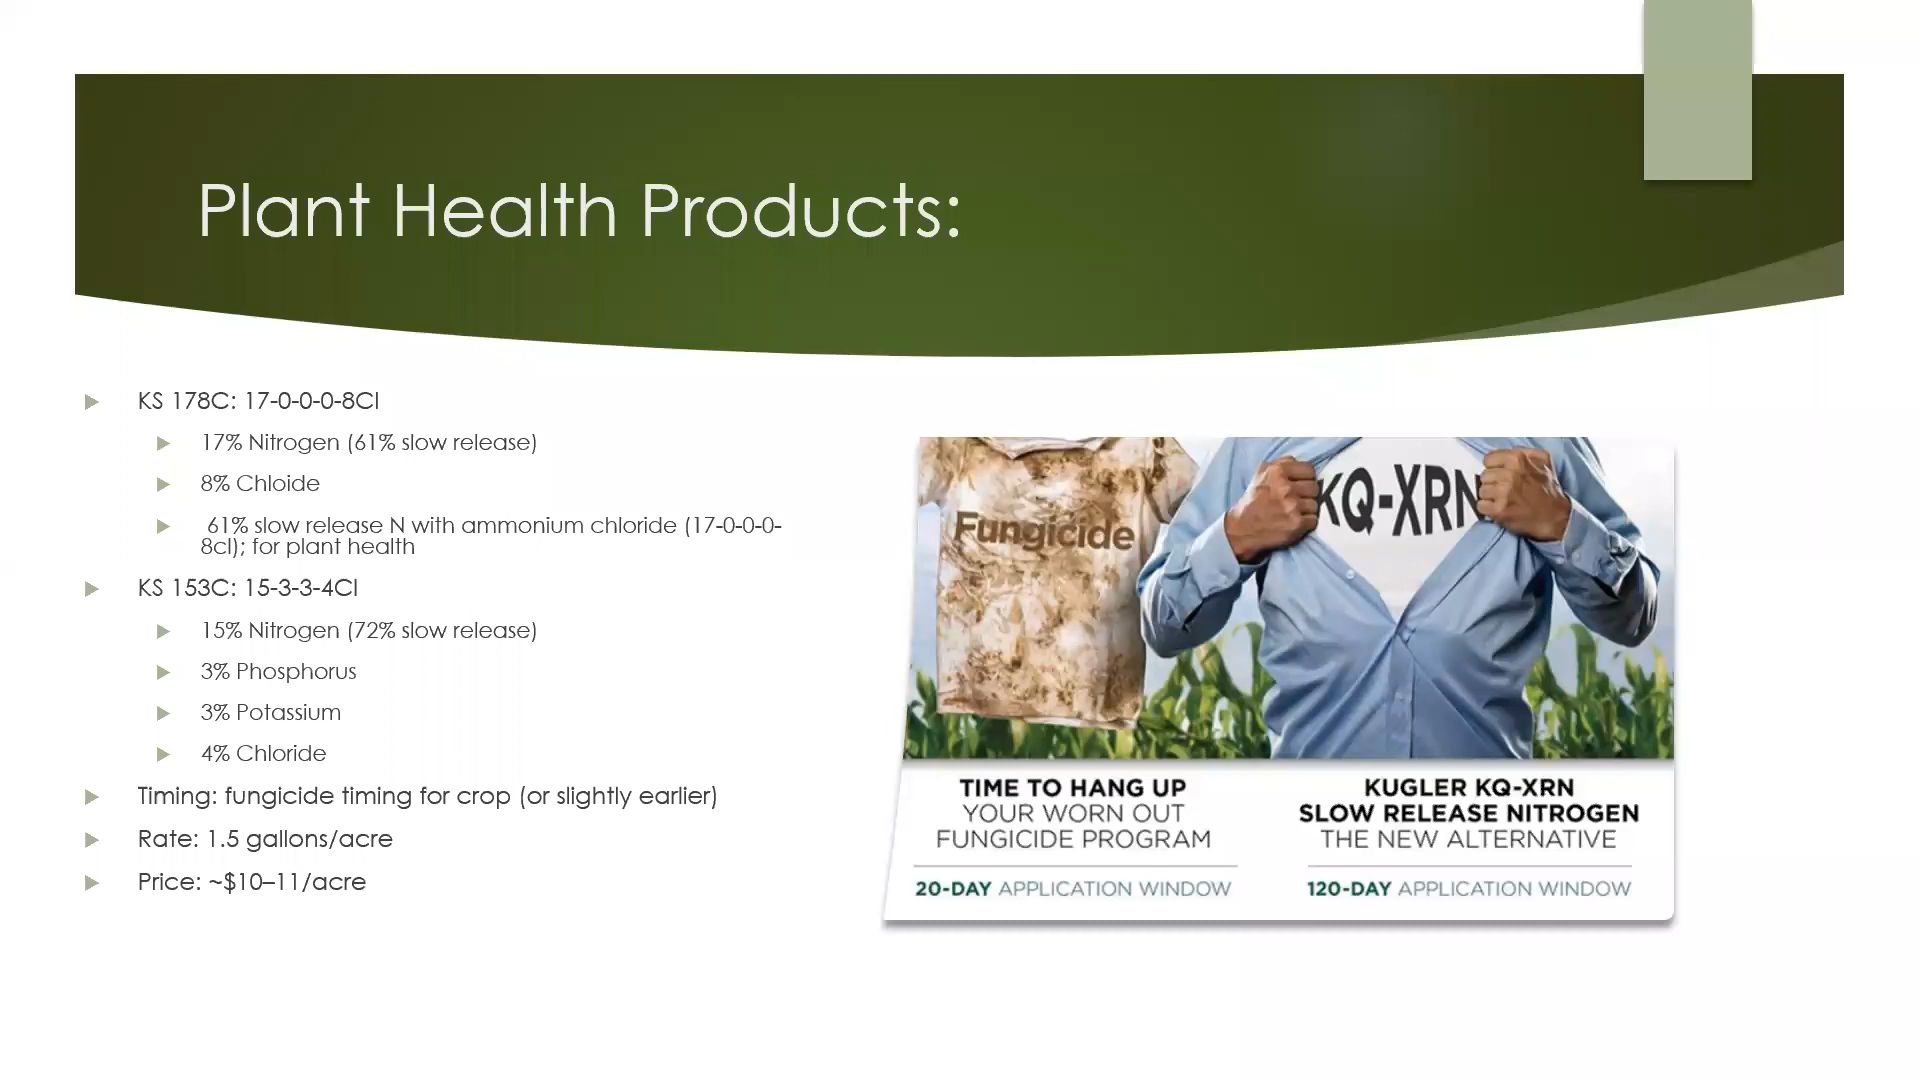 Plant Health Products:
KS 178C: 17-0-0-0-8Cl
17% Nitrogen (61% slow release)
8% Chloide
61% slow release N with ammonium chloride (17-0-0-0-
8cl); for plant health
KS 153C: 15-3-3-4Cl
15% Nitrogen (72% slow release)
3% Phosphorus
3% Potassium
4% Chloride
Timing: fungicide timing for crop (or slightly earlier)
Rate: 1.5 gallons/acre
Price: ~$10–11/acre
Fungicide
KQ-XRN
TIME TO HANG UP
YOUR WORN OUT
FUNGICIDE PROGRAM
20-DAY APPLICATION WINDOW
KUGLER KQ-XRN
SLOW RELEASE NITROGEN
THE NEW ALTERNATIVE
120-DAY APPLICATION WINDOW